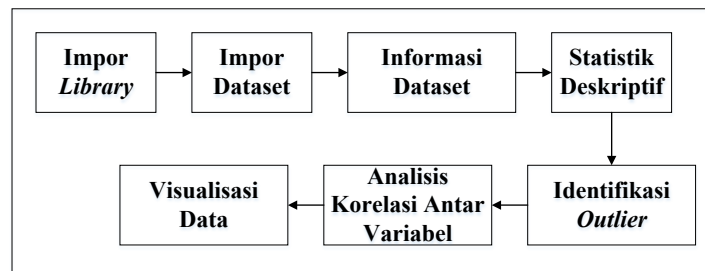 Impor
Library
Impor
Dataset
Informasi
Dataset
Statistik
Deskriptif
Identifikasi
Outlier
Analisis
Korelasi Antar
Variabel
Visualisasi
Data